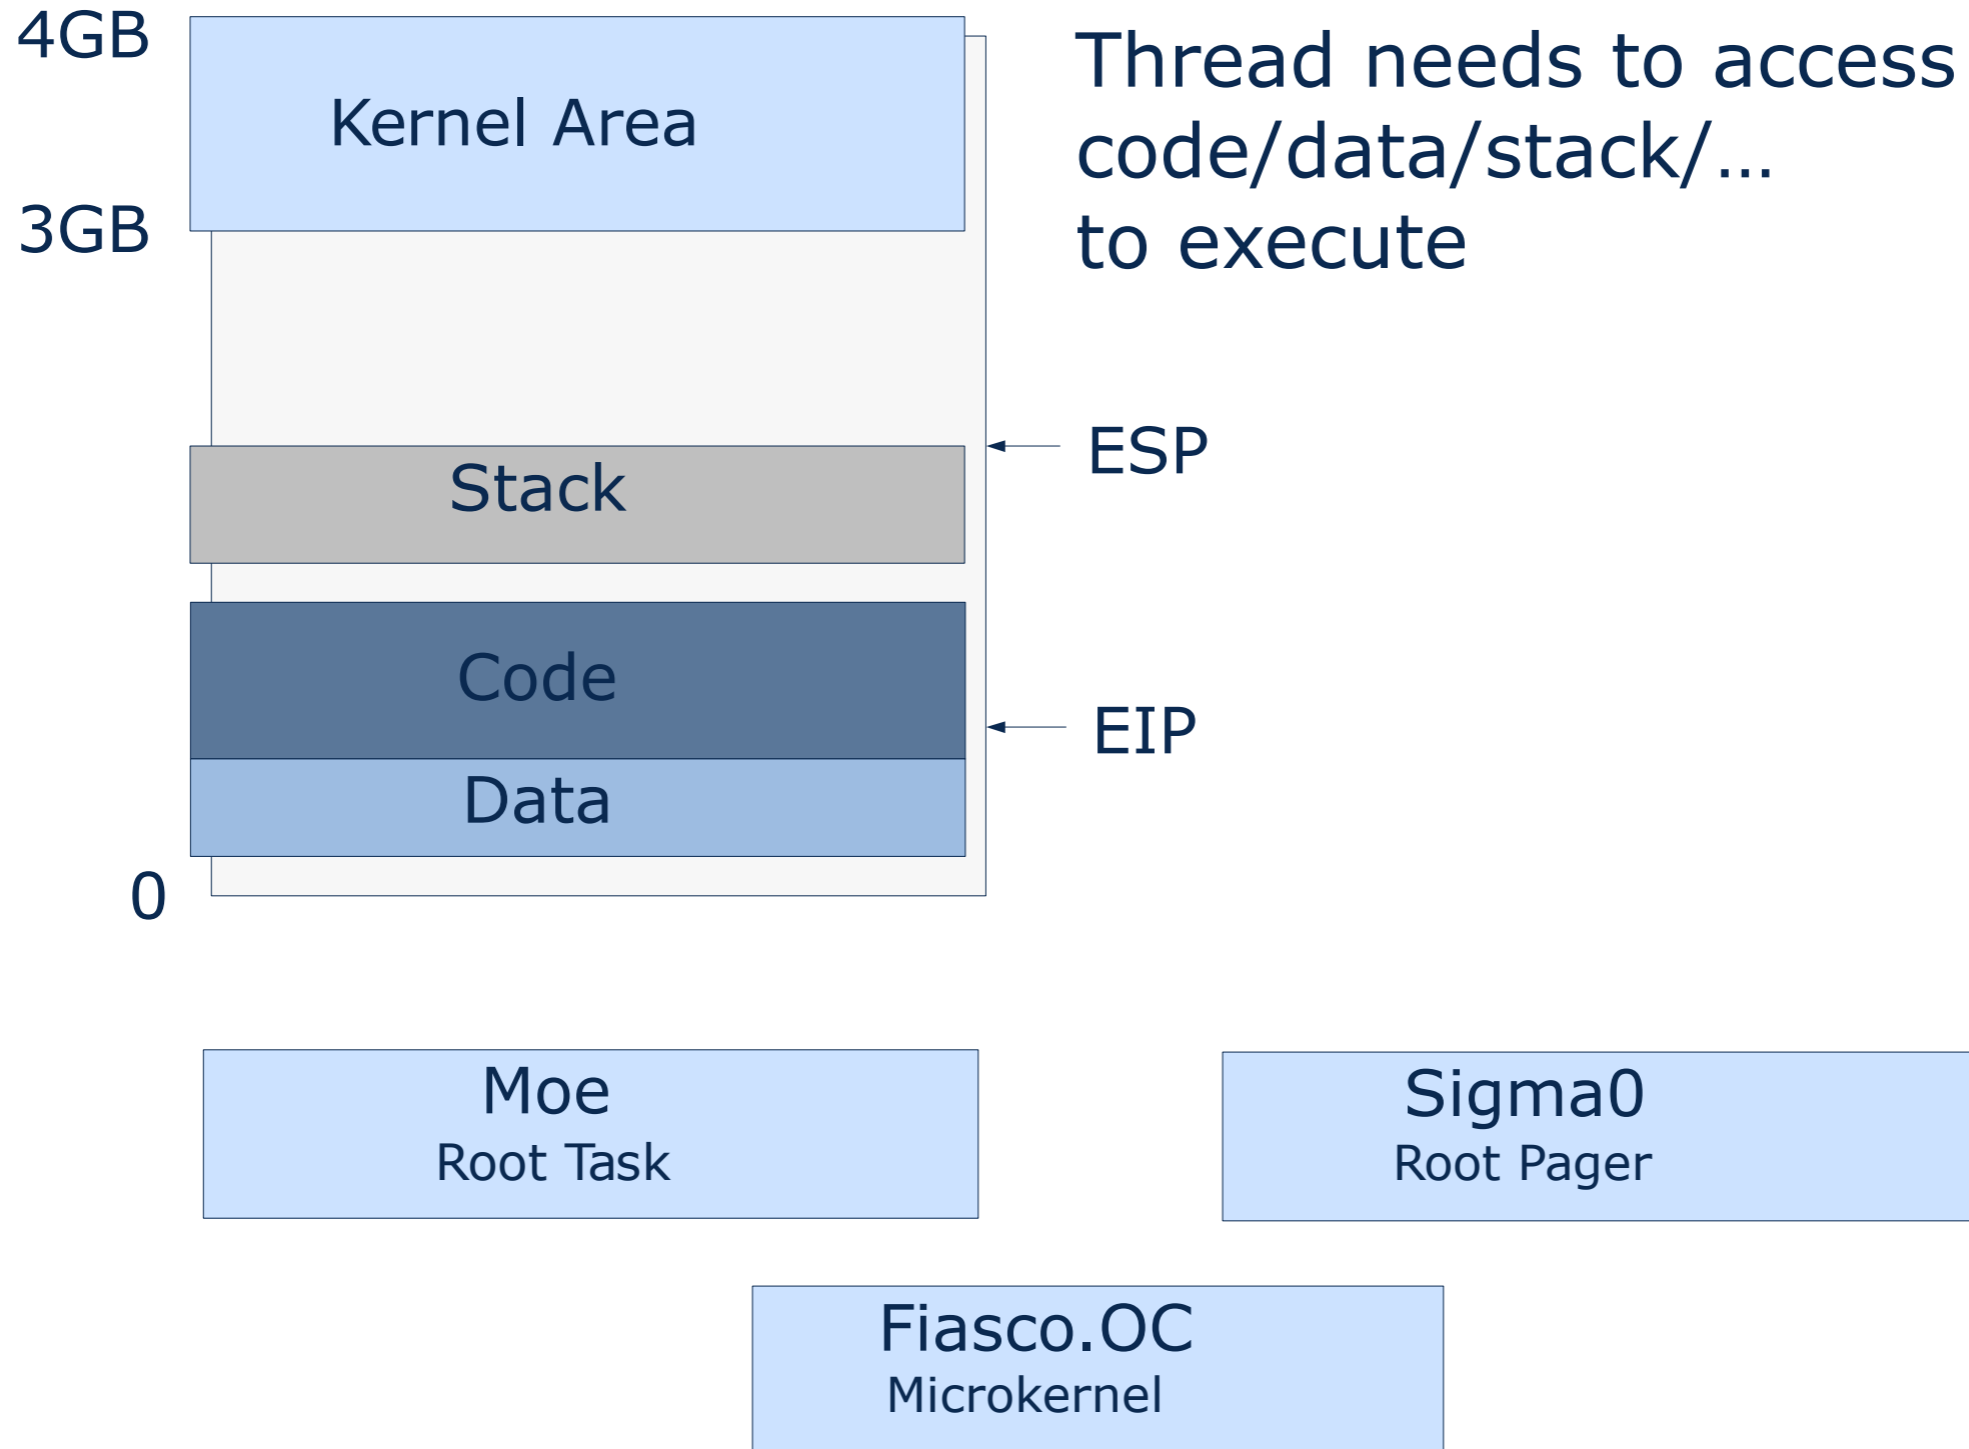 4GB
Kernel Area
3GB
Thread needs to access
code/data/stack/…
to execute
Stack
ESP
Code
EIP
Data
0
Moe
Root Task
Sigma0
Root Pager
Fiasco.OC
Microkernel